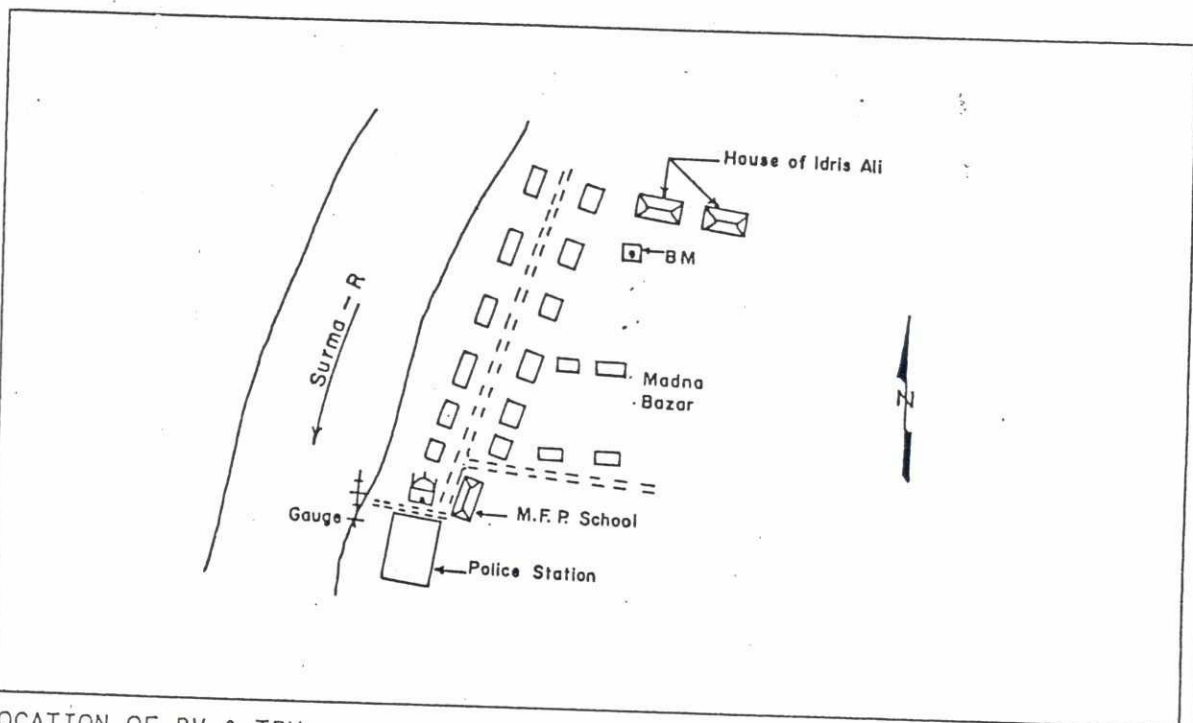 House of Idris Ali
BM
Surma - R
Madna
Bazar
N
Gauge
M.F.P. School
Police Station